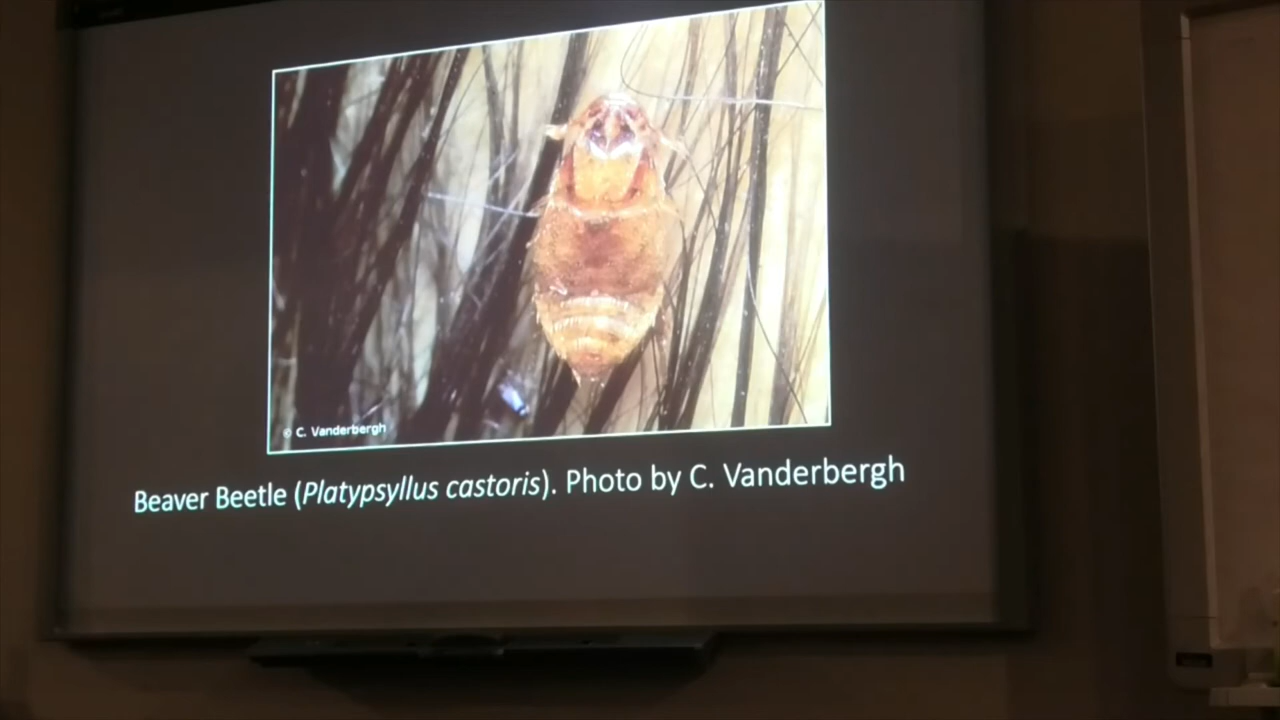 © C. Vanderbergh
Beaver Beetle (Platypsyllus castoris). Photo by C. Vanderbergh